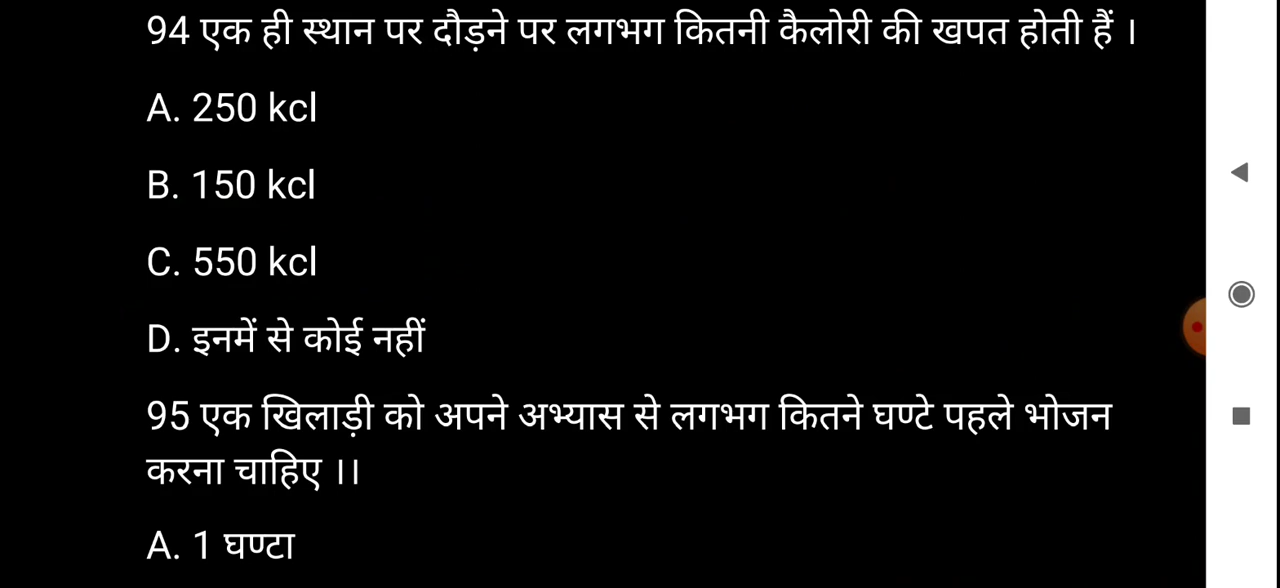 94 एक ही स्थान पर दौड़ने पर लगभग कितनी कैलोरी की खपत होती हैं ।
A. 250 kcl
B. 150 kcl
C. 550 kcl
D. इनमें से कोई नहीं
95 एक खिलाड़ी को अपने अभ्यास से लगभग कितने घण्टे पहले भोजन
करना चाहिए ।।
A. 1 घण्टा